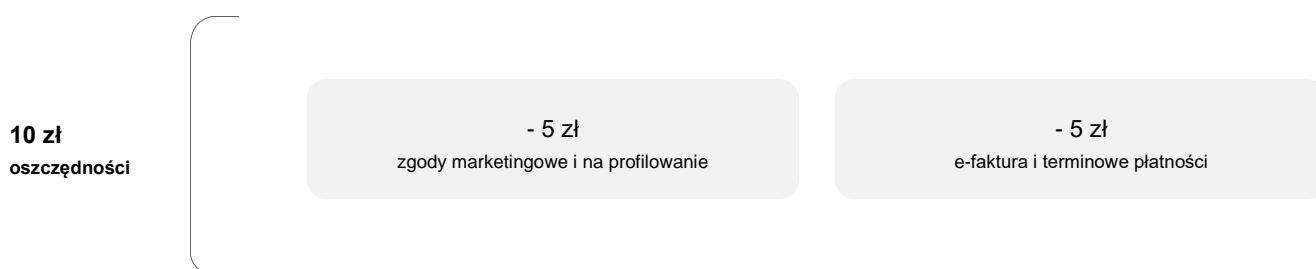 10 zł
oszczędności
- 5 zł
zgody marketingowe i na profilowanie
- 5 zł
e-faktura i terminowe płatności